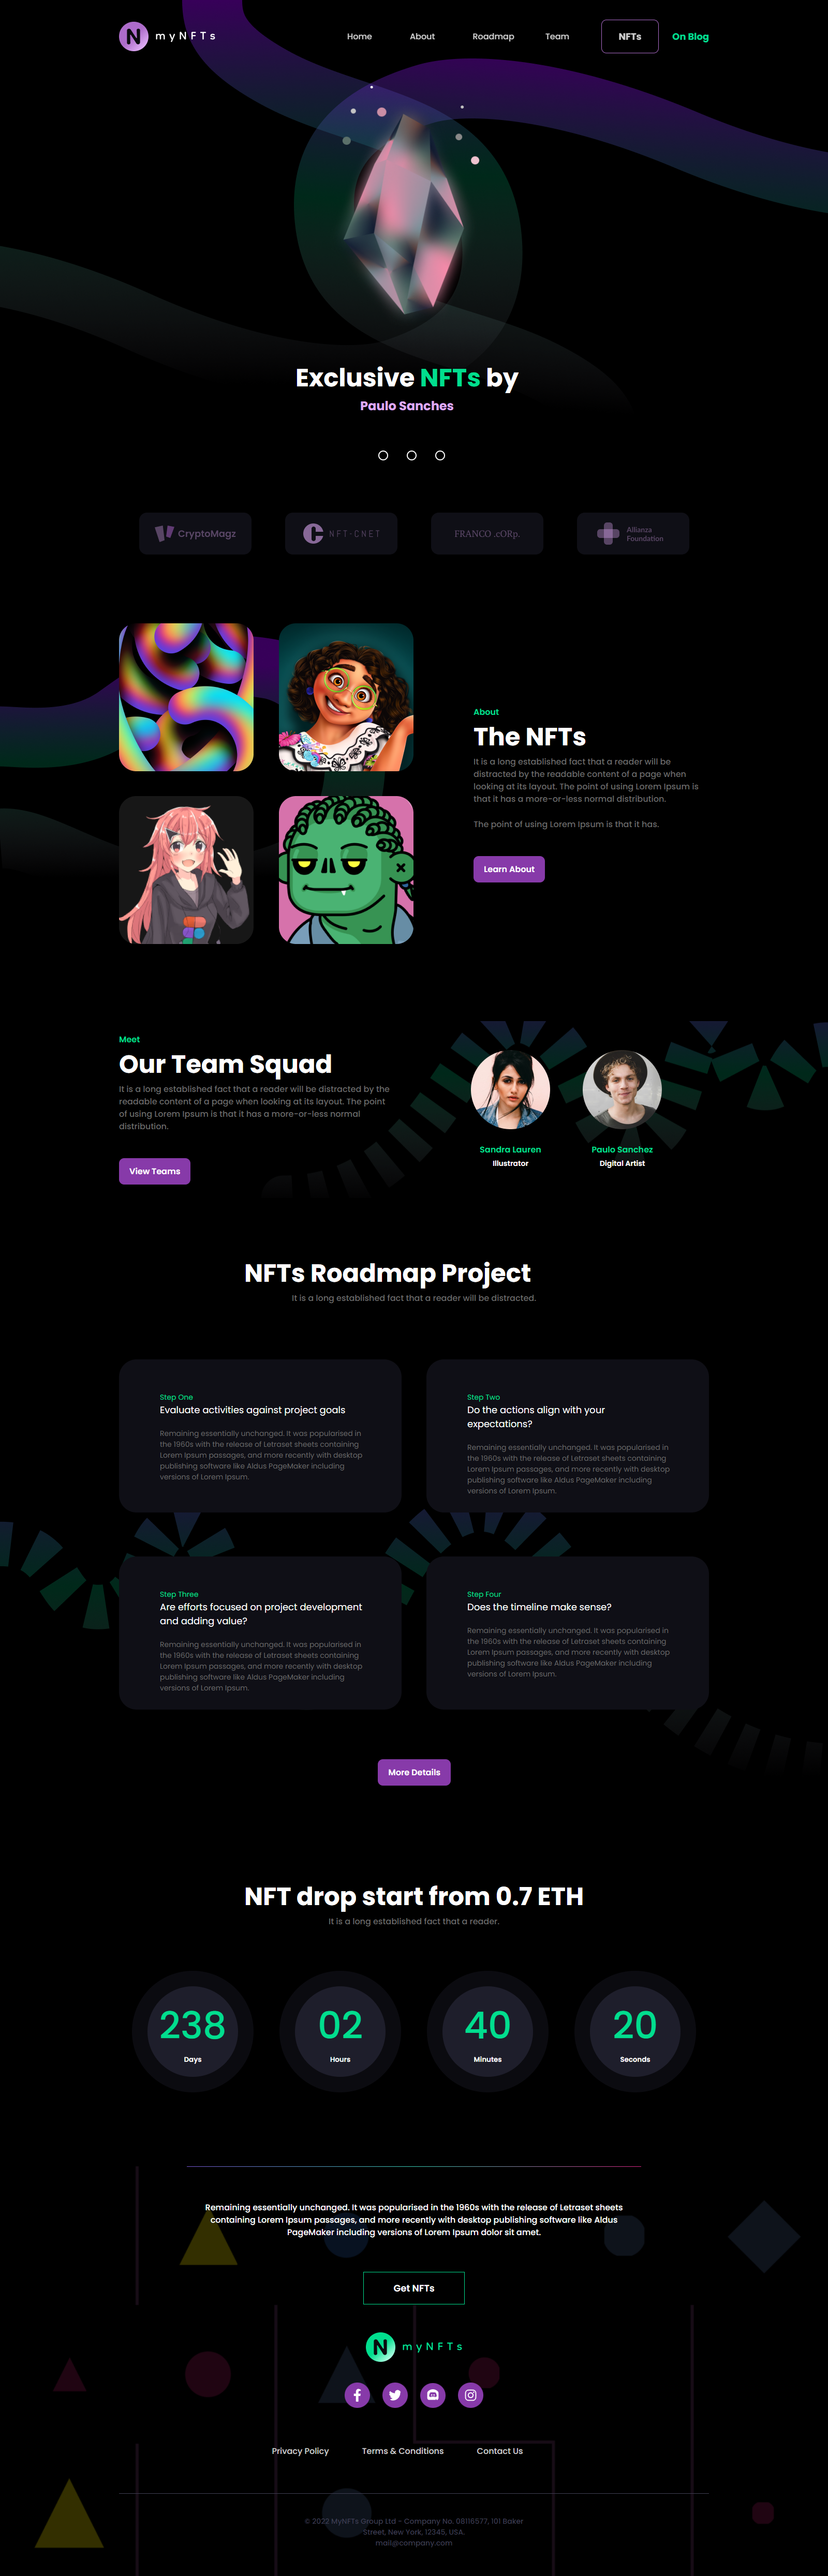 myNFTs
Home
About
Roadmap
Team
NFTs
On Blog
Exclusive NFTs by
Paulo Sanches
CryptoMagz
NFT·CNET
FRANCO .cORp.
Allianza
Foundation
About
The NFTs
It is a long established fact that a reader will be
distracted by the readable content of a page when
looking at its layout. The point of using Lorem Ipsum is
that it has a more-or-less normal distribution.
The point of using Lorem Ipsum is that it has.
Learn About
Meet
Our Team Squad
It is a long established fact that a reader will be distracted by the
readable content of a page when looking at its layout. The point
of using Lorem Ipsum is that it has a more-or-less normal
distribution.
View Teams
Sandra Lauren
Illustrator
Paulo Sanchez
Digital Artist
NFTs Roadmap Project
It is a long established fact that a reader will be distracted.
Step One
Evaluate activities against project goals
Remaining essentially unchanged. It was popularised in
the 1960s with the release of Letraset sheets containing
Lorem Ipsum passages, and more recently with desktop
publishing software like Aldus PageMaker including
versions of Lorem Ipsum.
Step Two
Do the actions align with your
expectations?
Remaining essentially unchanged. It was popularised in
the 1960s with the release of Letraset sheets containing
Lorem Ipsum passages, and more recently with desktop
publishing software like Aldus PageMaker including
versions of Lorem Ipsum.
Step Three
Are efforts focused on project development
and adding value?
Remaining essentially unchanged. It was popularised in
the 1960s with the release of Letraset sheets containing
Lorem Ipsum passages, and more recently with desktop
publishing software like Aldus PageMaker including
versions of Lorem Ipsum.
Step Four
Does the timeline make sense?
Remaining essentially unchanged. It was popularised in
the 1960s with the release of Letraset sheets containing
Lorem Ipsum passages, and more recently with desktop
publishing software like Aldus PageMaker including
versions of Lorem Ipsum.
More Details
NFT drop start from 0.7 ETH
It is a long established fact that a reader.
238
Days
02
Hours
40
Minutes
20
Seconds
Remaining essentially unchanged. It was popularised in the 1960s with the release of Letraset sheets
containing Lorem Ipsum passages, and more recently with desktop publishing software like Aldus
PageMaker including versions of Lorem Ipsum dolor sit amet.
Get NFTs
myNFTs
Privacy Policy
Terms & Conditions
Contact Us
© 2022 MyNFTs Group Ltd - Company No. 08116577, 101 Baker
Street, New York, 12345, USA.
mail@company.com